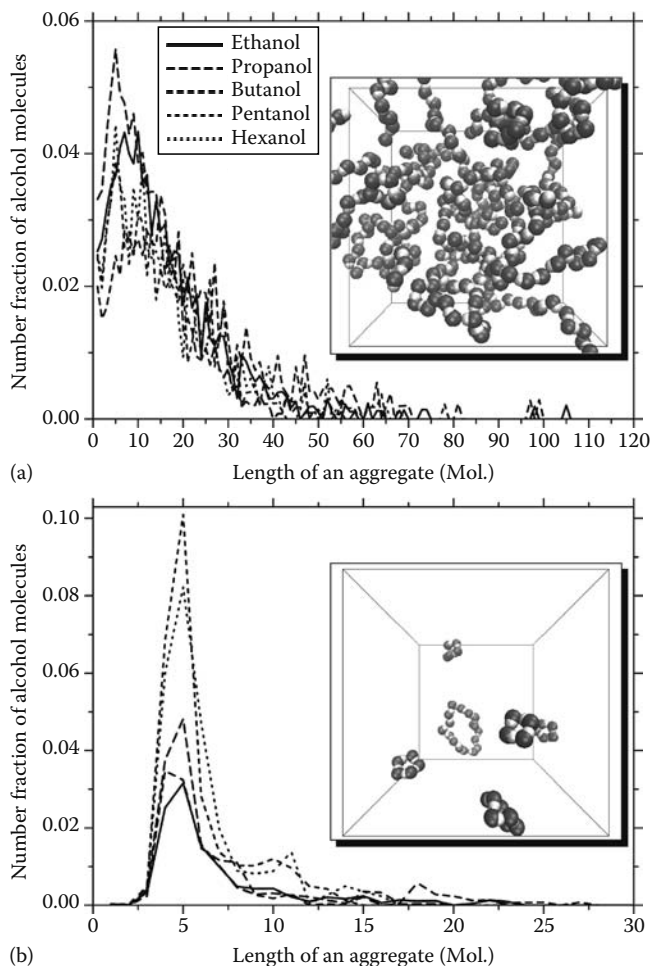 0.06
0.04
0.02
0.00
Number fraction of alcohol molecules
Ethanol
Propanol
Butanol
Pentanol
Hexanol
0 10 20 30 40 50 60 70 80 90 100 110 120
(a) Length of an aggregate (Mol.)
0.10
0.08
0.06
0.04
0.02
0.00
Number fraction of alcohol molecules
0 5 10 15 20 25 30
(b) Length of an aggregate (Mol.)